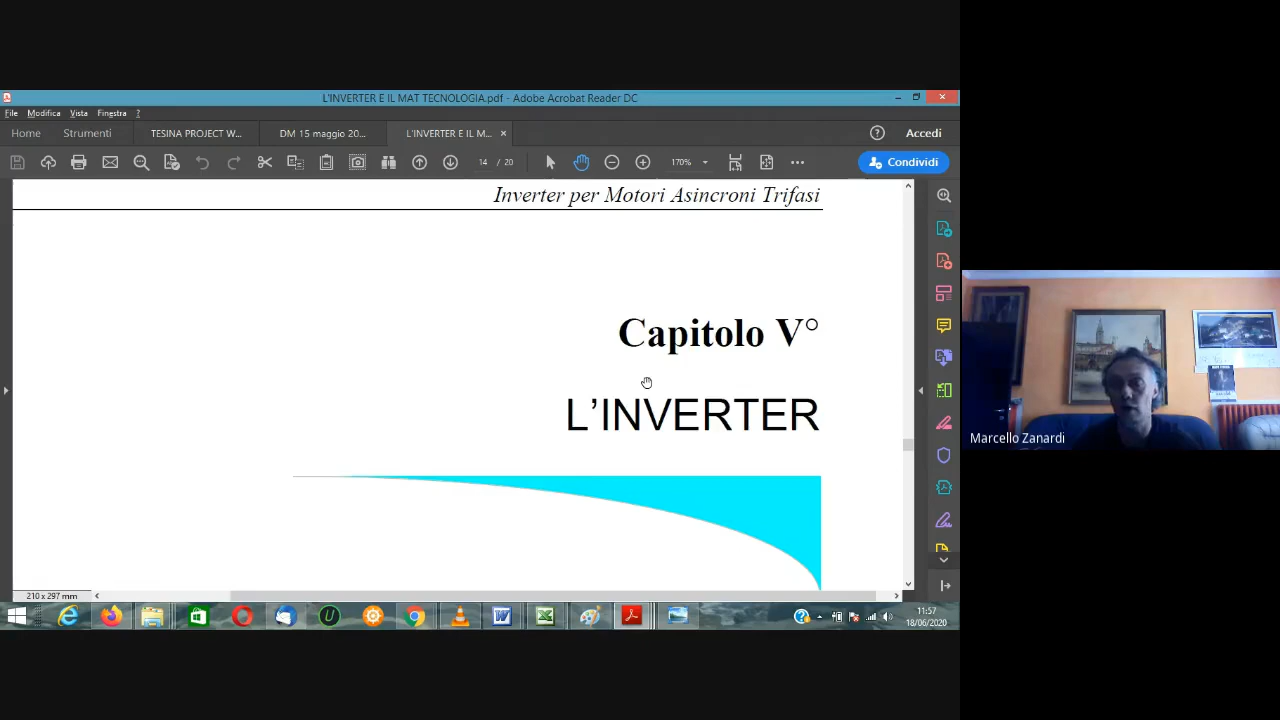 L'INVERTER E IL MAT TECNOLOGIA.pdf - Adobe Acrobat Reader DC
File Modifica Vista Finestra ?
Home Strumenti TESINA PROJECT W... DM 15 maggio 20... L'INVERTER E IL M... × Accedi
14 / 20 170% Condividi
Inverter per Motori Asincroni Trifasi
Capitolo V°
L'INVERTER
Marcello Zanardi
210 x 297 mm
11:57
18/06/2020